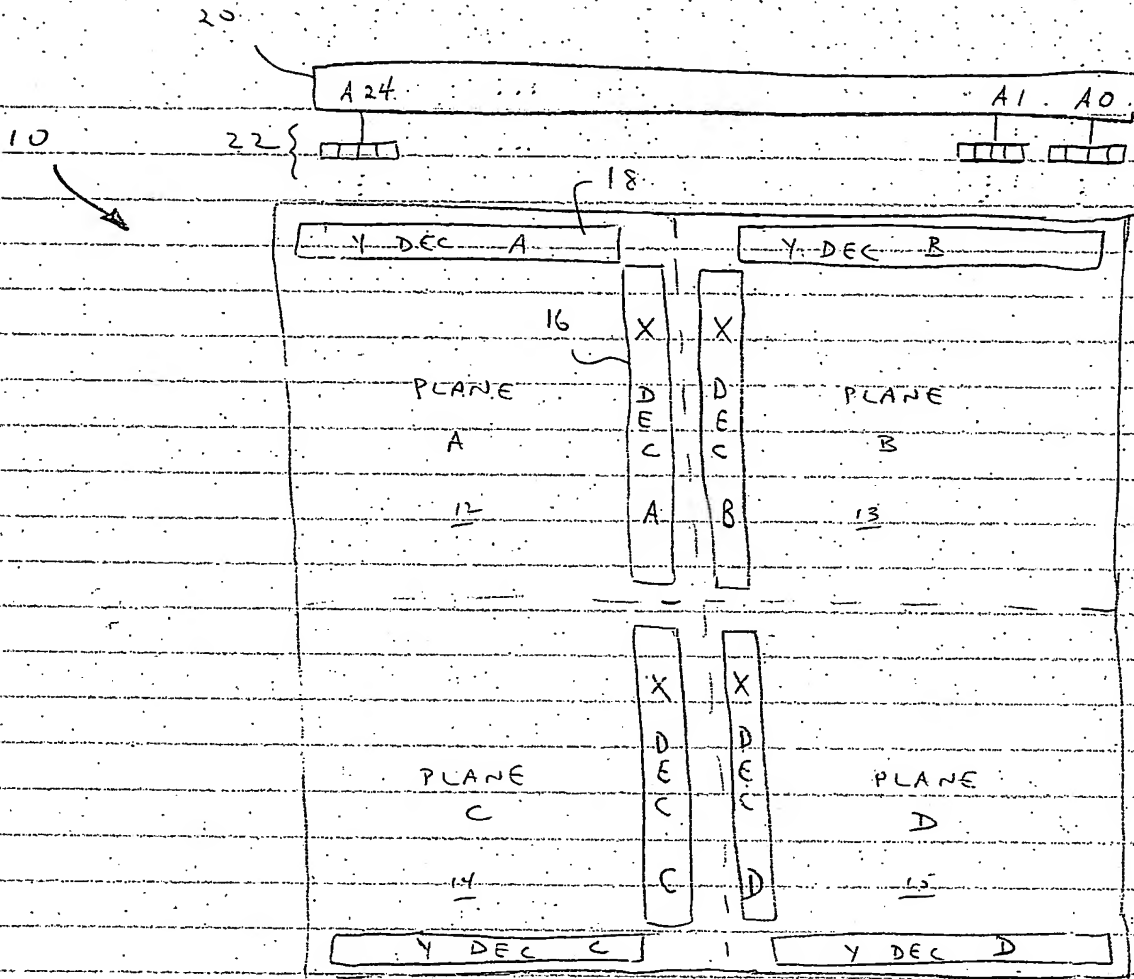 20
A24 ... A1 A0
10
22 ...
18
Y DEC A
Y DEC B
16
X DEC A
X DEC B
PLANE A
12
PLANE B
13
X DEC C
X DEC D
PLANE C
14
PLANE D
15
Y DEC C
Y DEC D